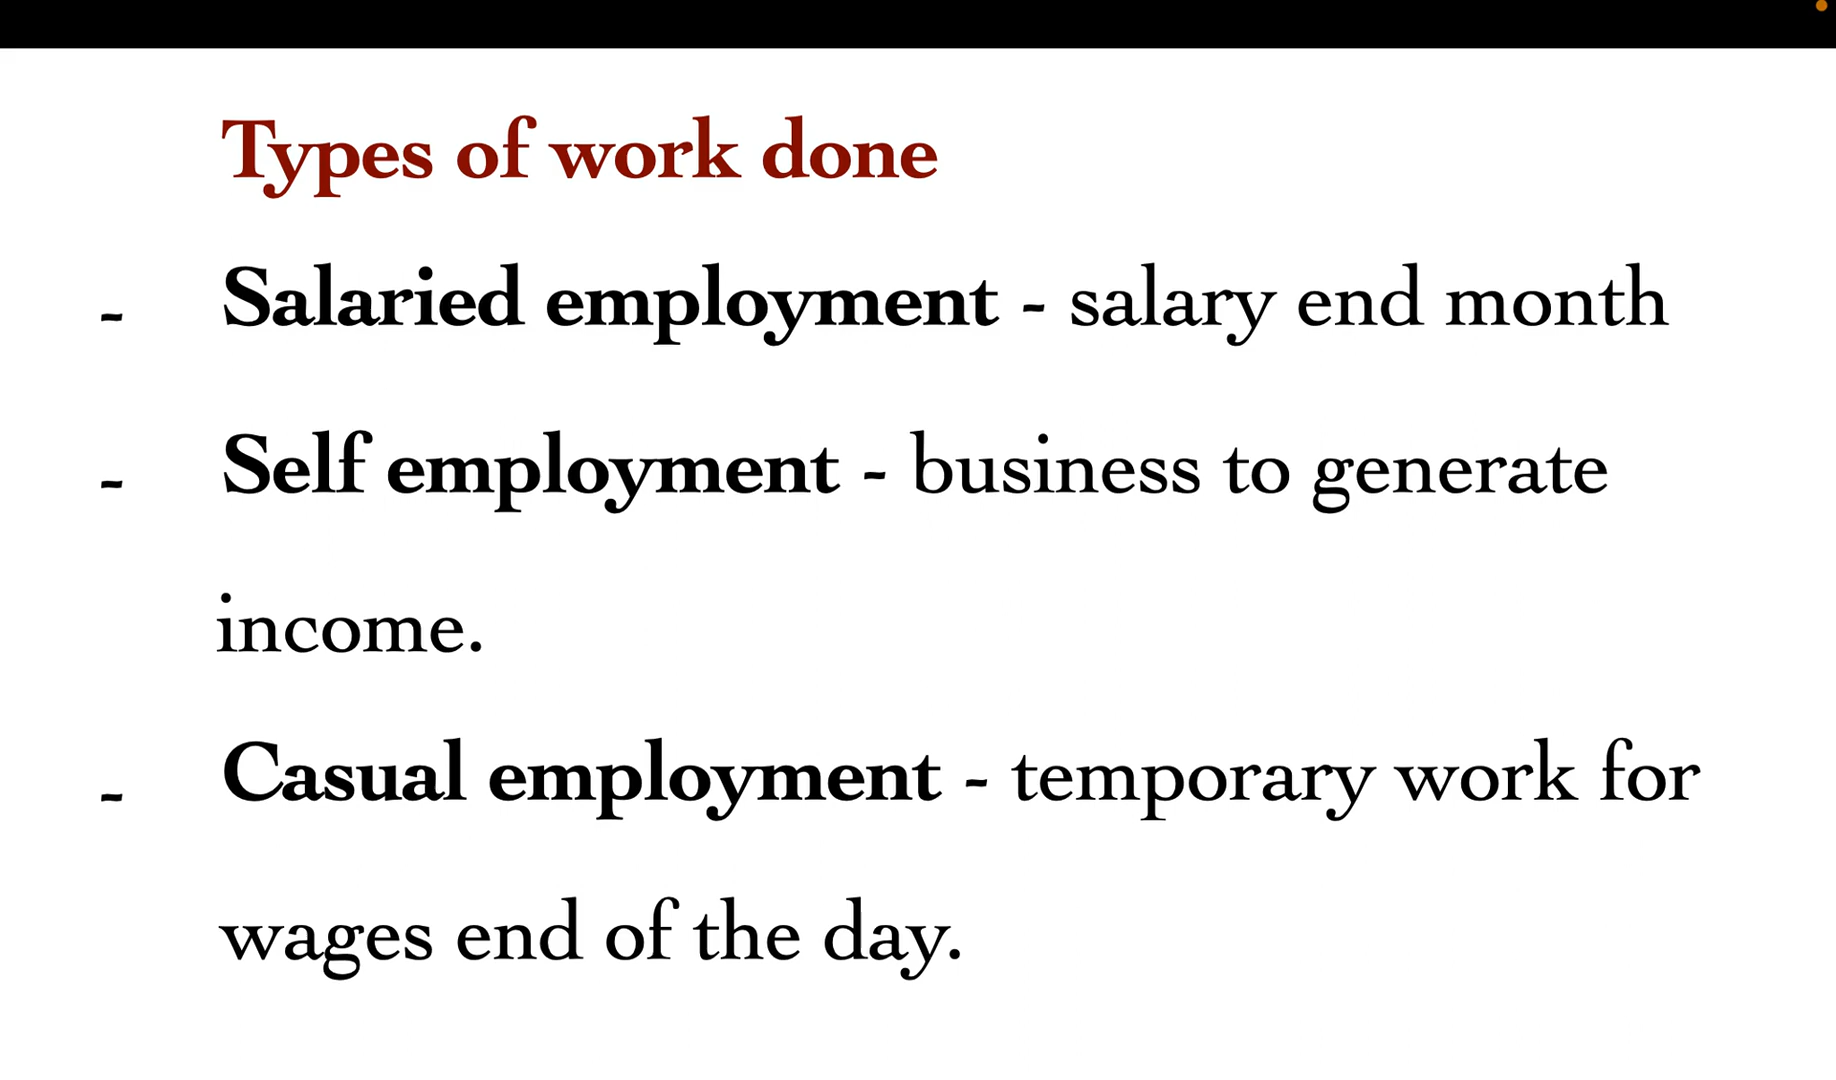 Types of work done
- Salaried employment - salary end month
- Self employment - business to generate
income.
- Casual employment - temporary work for
wages end of the day.